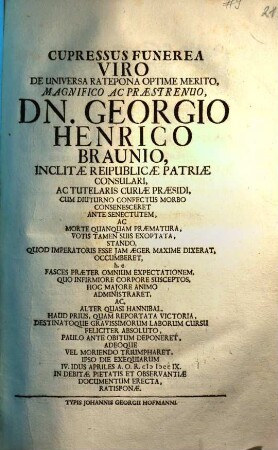 CUPRESSUS FUNEREA
VIRO
DE UNIVERSA RATEPONA OPTIME MERITO,
MAGNIFICO AC PRÆSTRENUO,
DN. GEORGIO
HENRICO
BRAUNIO,
INCLITÆ REIPUBLICÆ PATRIÆ
CONSULARI,
AC TUTELARIS CURIÆ PRÆSIDI,
CUM DIUTURNO CONFECTUS MORBO
CONSENESCERET
ANTE SENECTUTEM,
AC
MORTE QUANQUAM PRÆMATURA,
VOTIS TAMEN SUIS EXOPTATA,
STANDO,
QUOD IMPERATORIS ESSE JAM ÆGER MAXIME DIXERAT,
OCCUMBERET,
h. e.
FASCES PRÆTER OMNIUM EXPECTATIONEM,
QUO INFIRMIORE CORPORE SUSCEPTOS,
HOC MAJORE ANIMO
ADMINISTRARET.
AC,
ALTER QUASI HANNIBAL,
HAUD PRIUS, QUAM REPORTATA VICTORIA,
DESTINATOQUE GRAVISSIMORUM LABORUM CURSU
FELICITER ABSOLUTO,
PAULO ANTE OBITUM DEPONERET,
ADEOQUE
VEL MORIENDO TRIUMPHARET.
IPSO DIE EXEQUIARUM
IV. IDUS APRILES A. O. R.
IN DEBITÆ PIETATIS ET OBSERVANTIÆ
DOCUMENTUM ERECTA,
RATISPONÆ.
TYPIS JOHANNIS GEORGII HOFMANNI.